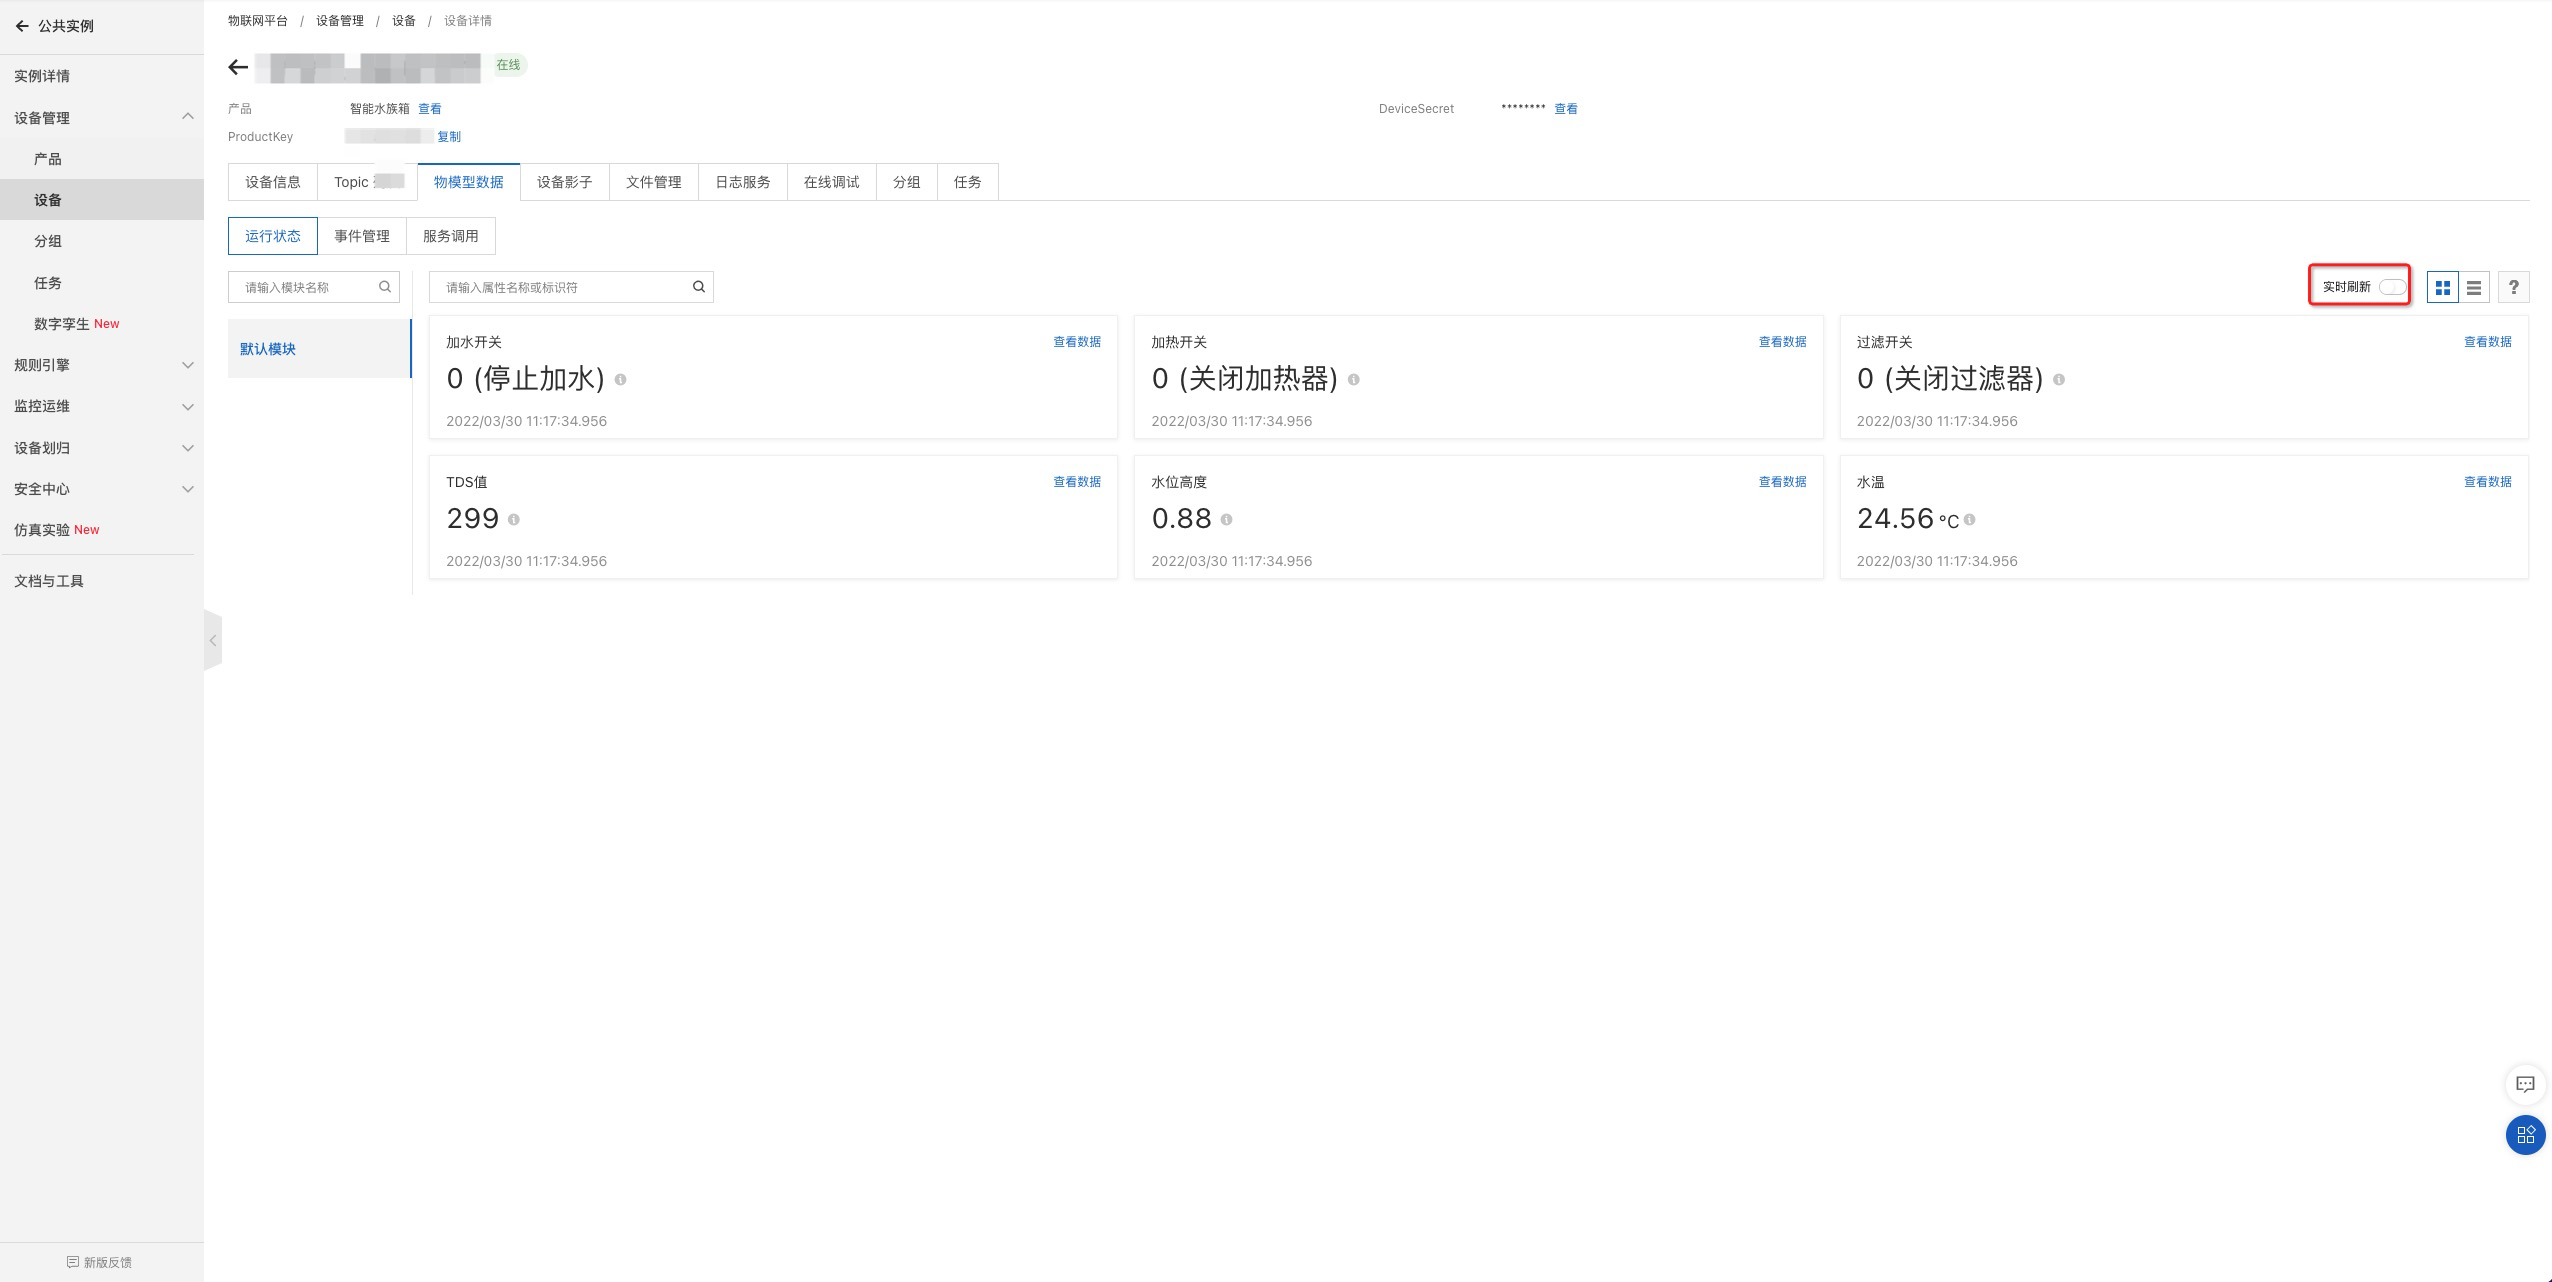 公共实例
实例详情
设备管理
产品
设备
分组
任务
数字孪生 New
规则引擎
监控运维
设备划归
安全中心
仿真实验 New
文档与工具
新版反馈
物联网平台 / 设备管理 / 设备 / 设备详情
在线
产品 智能水族箱 查看 DeviceSecret ******** 查看
ProductKey 复制
设备信息 Topic 物模型数据 设备影子 文件管理 日志服务 在线调试 分组 任务
运行状态 事件管理 服务调用
请输入模块名称 请输入属性名称或标识符 实时刷新 ?
默认模块
加水开关 查看数据 加热开关 查看数据 过滤开关 查看数据
0 (停止加水) 0 (关闭加热器) 0 (关闭过滤器)
2022/03/30 11:17:34.956 2022/03/30 11:17:34.956 2022/03/30 11:17:34.956
TDS值 查看数据 水位高度 查看数据 水温 查看数据
299 0.88 24.56 °C
2022/03/30 11:17:34.956 2022/03/30 11:17:34.956 2022/03/30 11:17:34.956